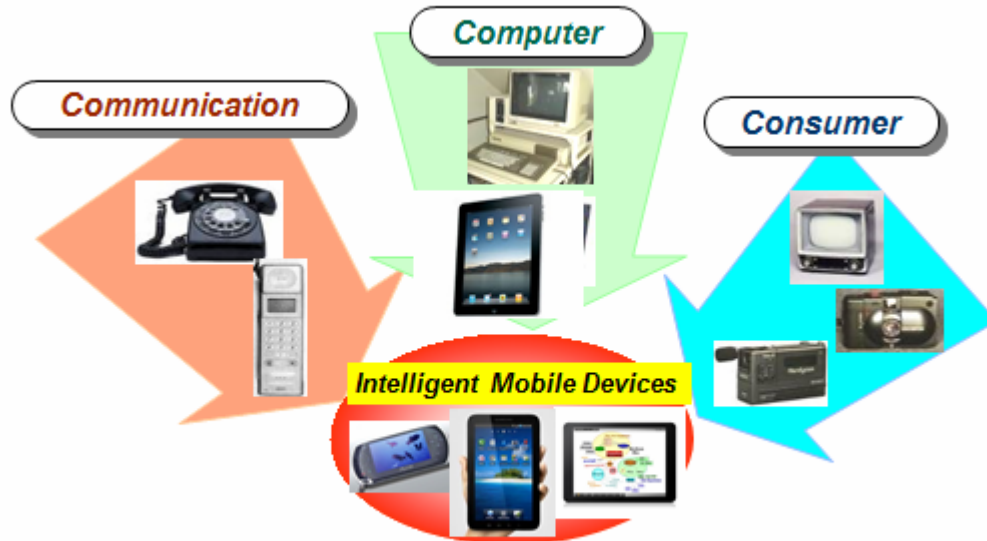 Computer
Communication
Consumer
Intelligent Mobile Devices